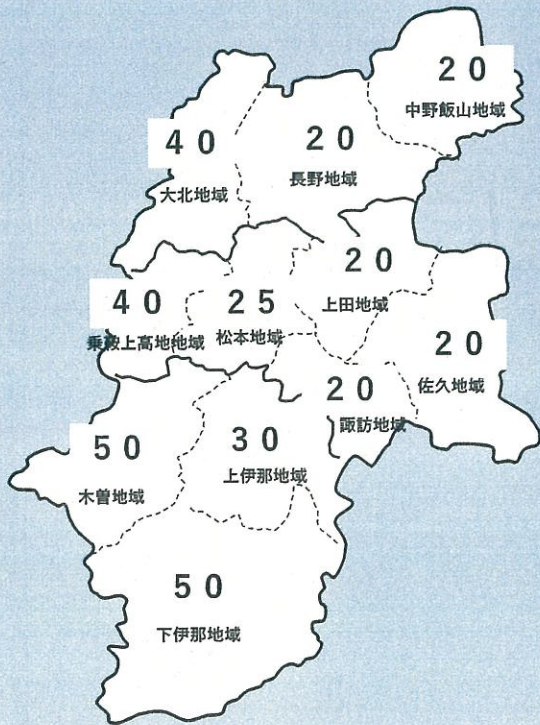 20
中野飯山地域
40
大北地域
20
長野地域
20
上田地域
40
乗鞍上高地地域
25
松本地域
20
佐久地域
20
諏訪地域
50
木曽地域
30
上伊那地域
50
下伊那地域